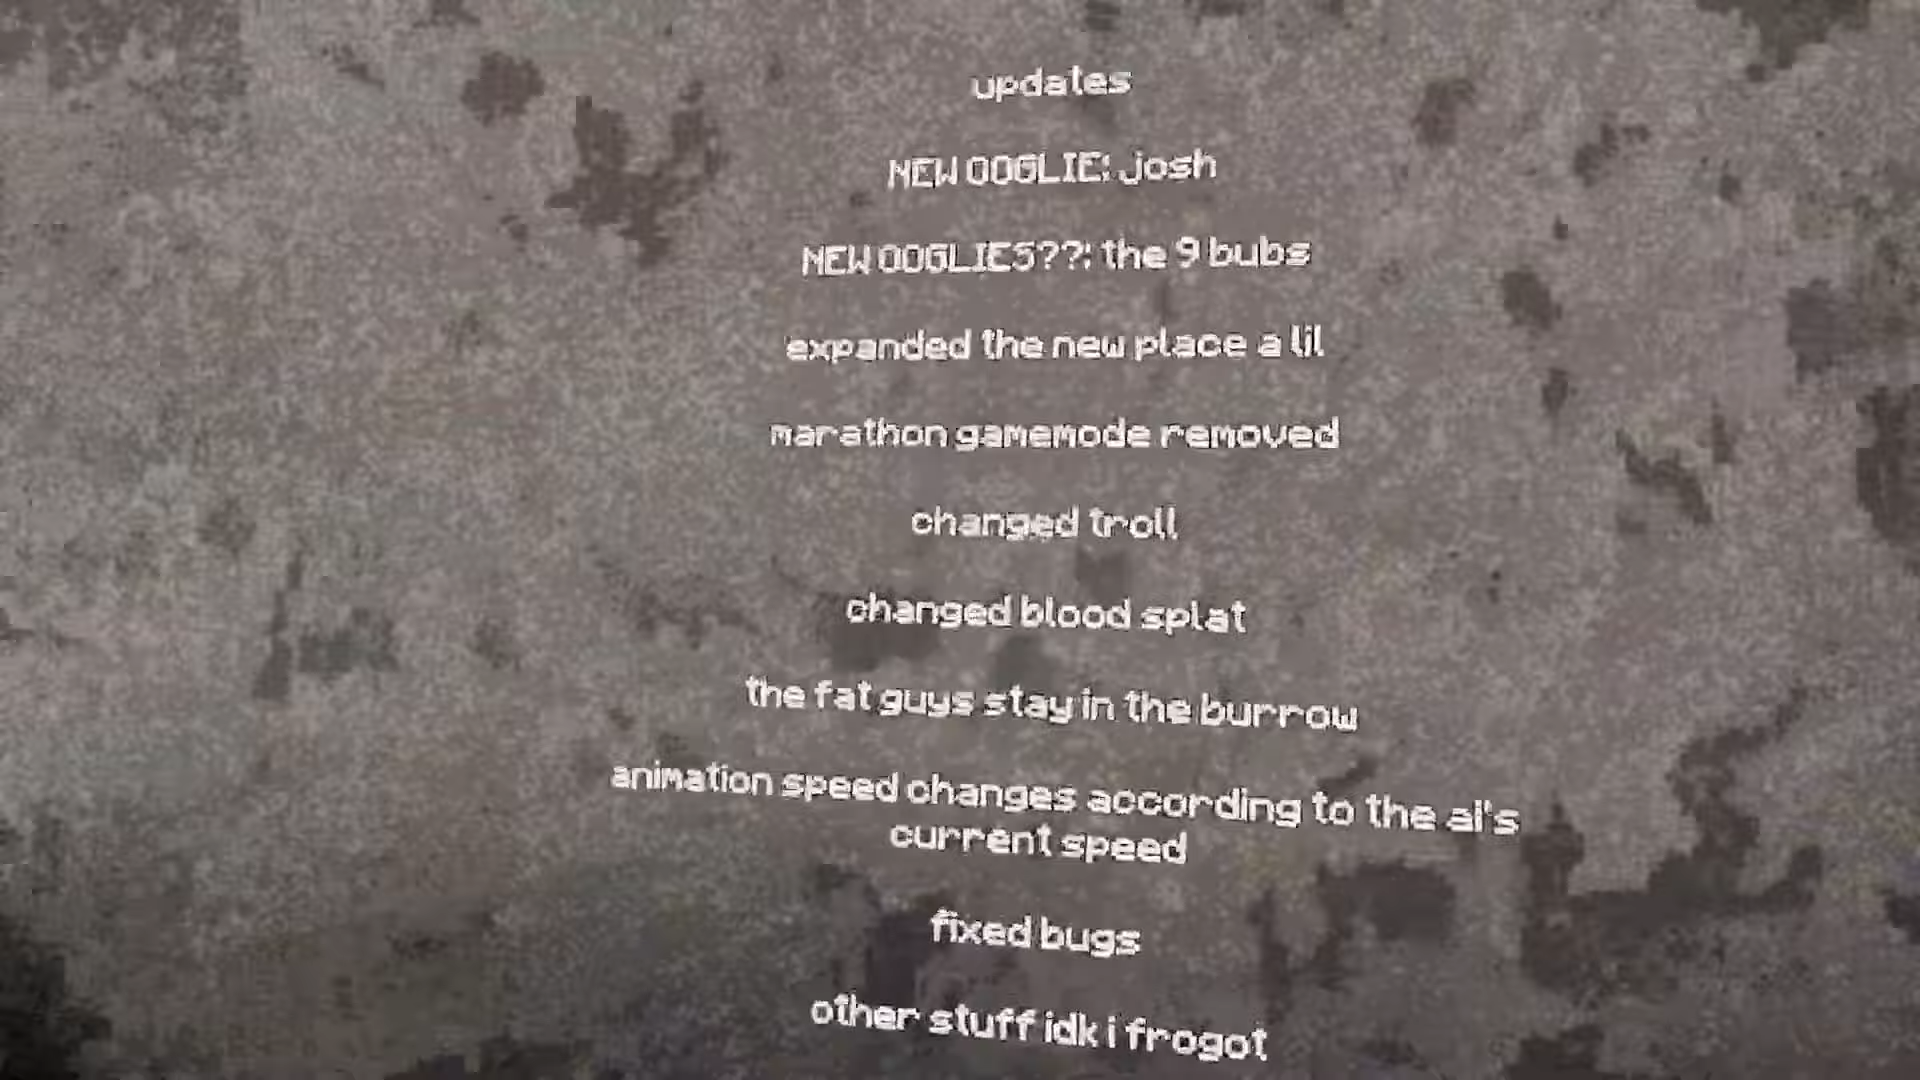 updates
NEW OOGLIE: josh
NEW OOGLIES??: the 9 bubs
expanded the new place a lil
marathon gamemode removed
changed troll
changed blood splat
the fat guys stay in the burrow
animation speed changes according to the ai's
current speed
fixed bugs
other stuff idk i frogot